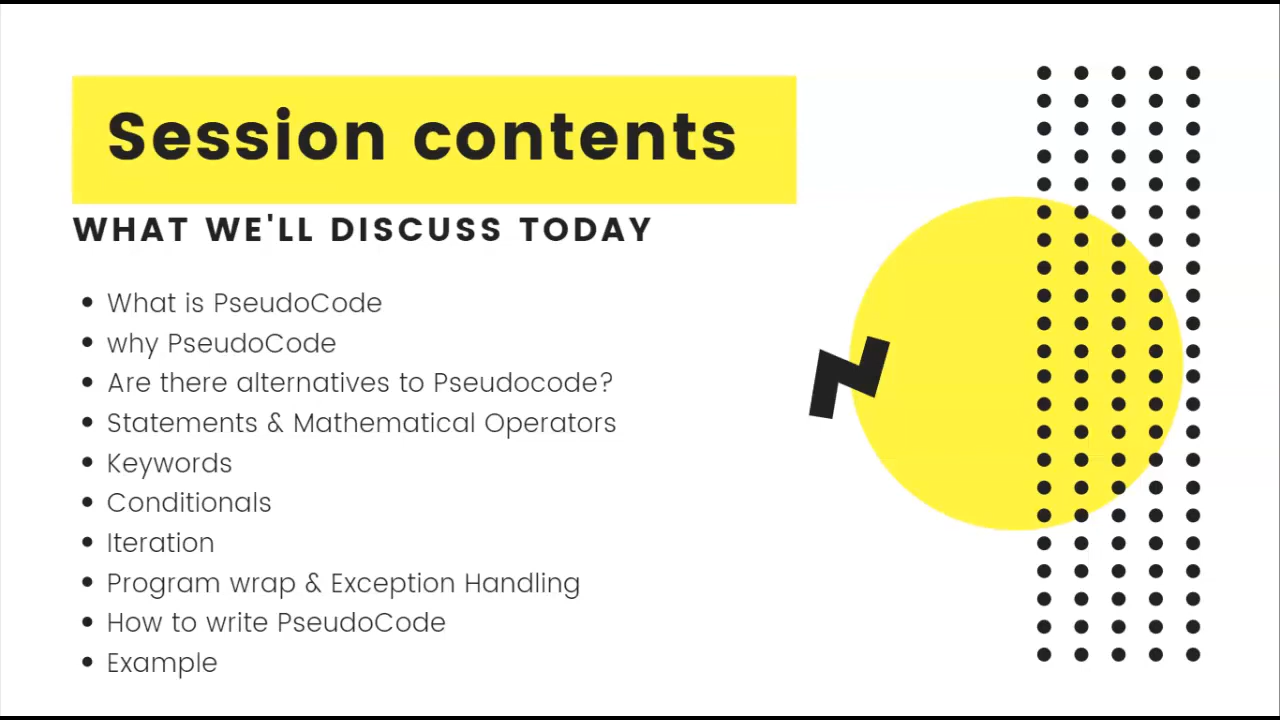 Session contents
WHAT WE'LL DISCUSS TODAY
• What is PseudoCode
• why PseudoCode
• Are there alternatives to Pseudocode?
• Statements & Mathematical Operators
• Keywords
• Conditionals
• Iteration
• Program wrap & Exception Handling
• How to write PseudoCode
• Example